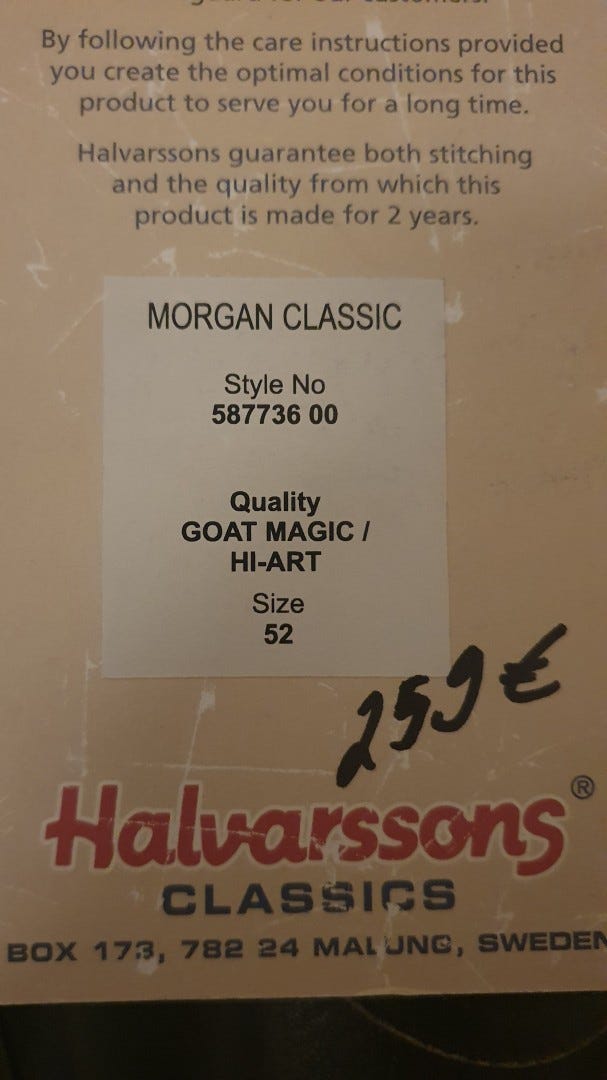 By following the care instructions provided
you create the optimal conditions for this
product to serve you for a long time.
Halvarssons guarantee both stitching
and the quality from which this
product is made for 2 years.
MORGAN CLASSIC
Style No
587736 00
Quality
GOAT MAGIC /
HI-ART
Size
52
259 €
Halvarssons®
CLASSICS
BOX 173, 782 24 MALUNG, SWEDEN